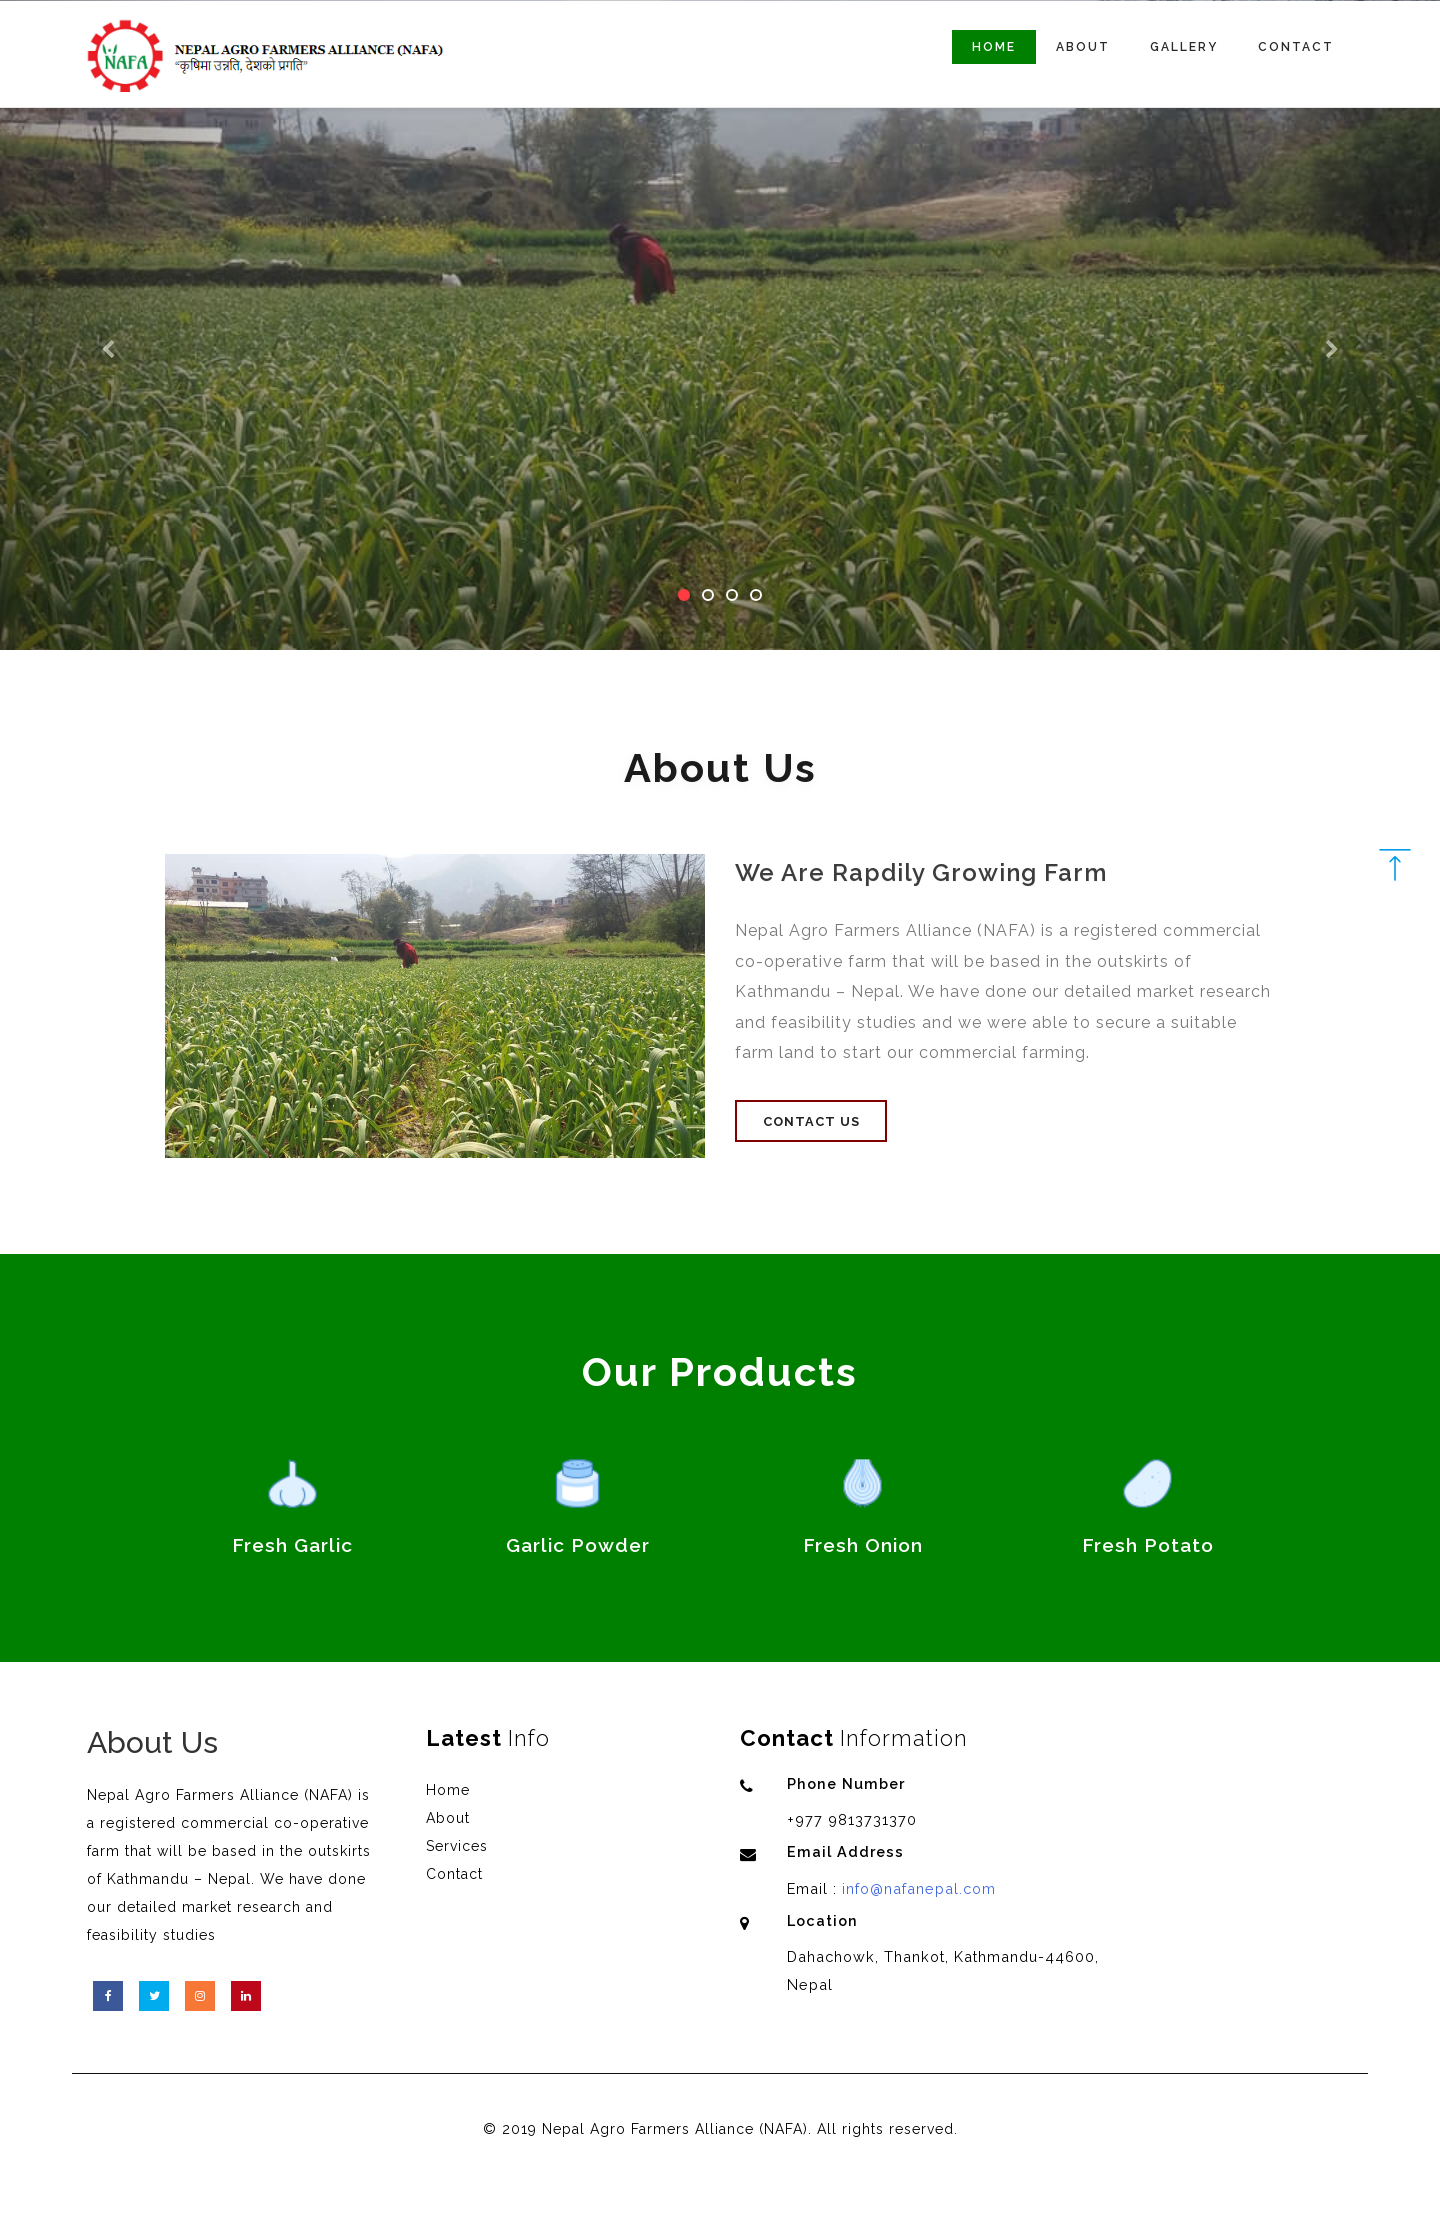 NAFA
NEPAL AGRO FARMERS ALLIANCE (NAFA)
“कृषिमा उन्नति, देशको प्रगति”
HOME
ABOUT
GALLERY
CONTACT
About Us
We Are Rapdily Growing Farm
Nepal Agro Farmers Alliance (NAFA) is a registered commercial
co-operative farm that will be based in the outskirts of
Kathmandu – Nepal. We have done our detailed market research
and feasibility studies and we were able to secure a suitable
farm land to start our commercial farming.
CONTACT US
Our Products
Fresh Garlic
Garlic Powder
Fresh Onion
Fresh Potato
About Us
Nepal Agro Farmers Alliance (NAFA) is
a registered commercial co-operative
farm that will be based in the outskirts
of Kathmandu – Nepal. We have done
our detailed market research and
feasibility studies
Latest Info
Home
About
Services
Contact
Contact Information
Phone Number
+977 9813731370
Email Address
Email : info@nafanepal.com
Location
Dahachowk, Thankot, Kathmandu-44600,
Nepal
© 2019 Nepal Agro Farmers Alliance (NAFA). All rights reserved.